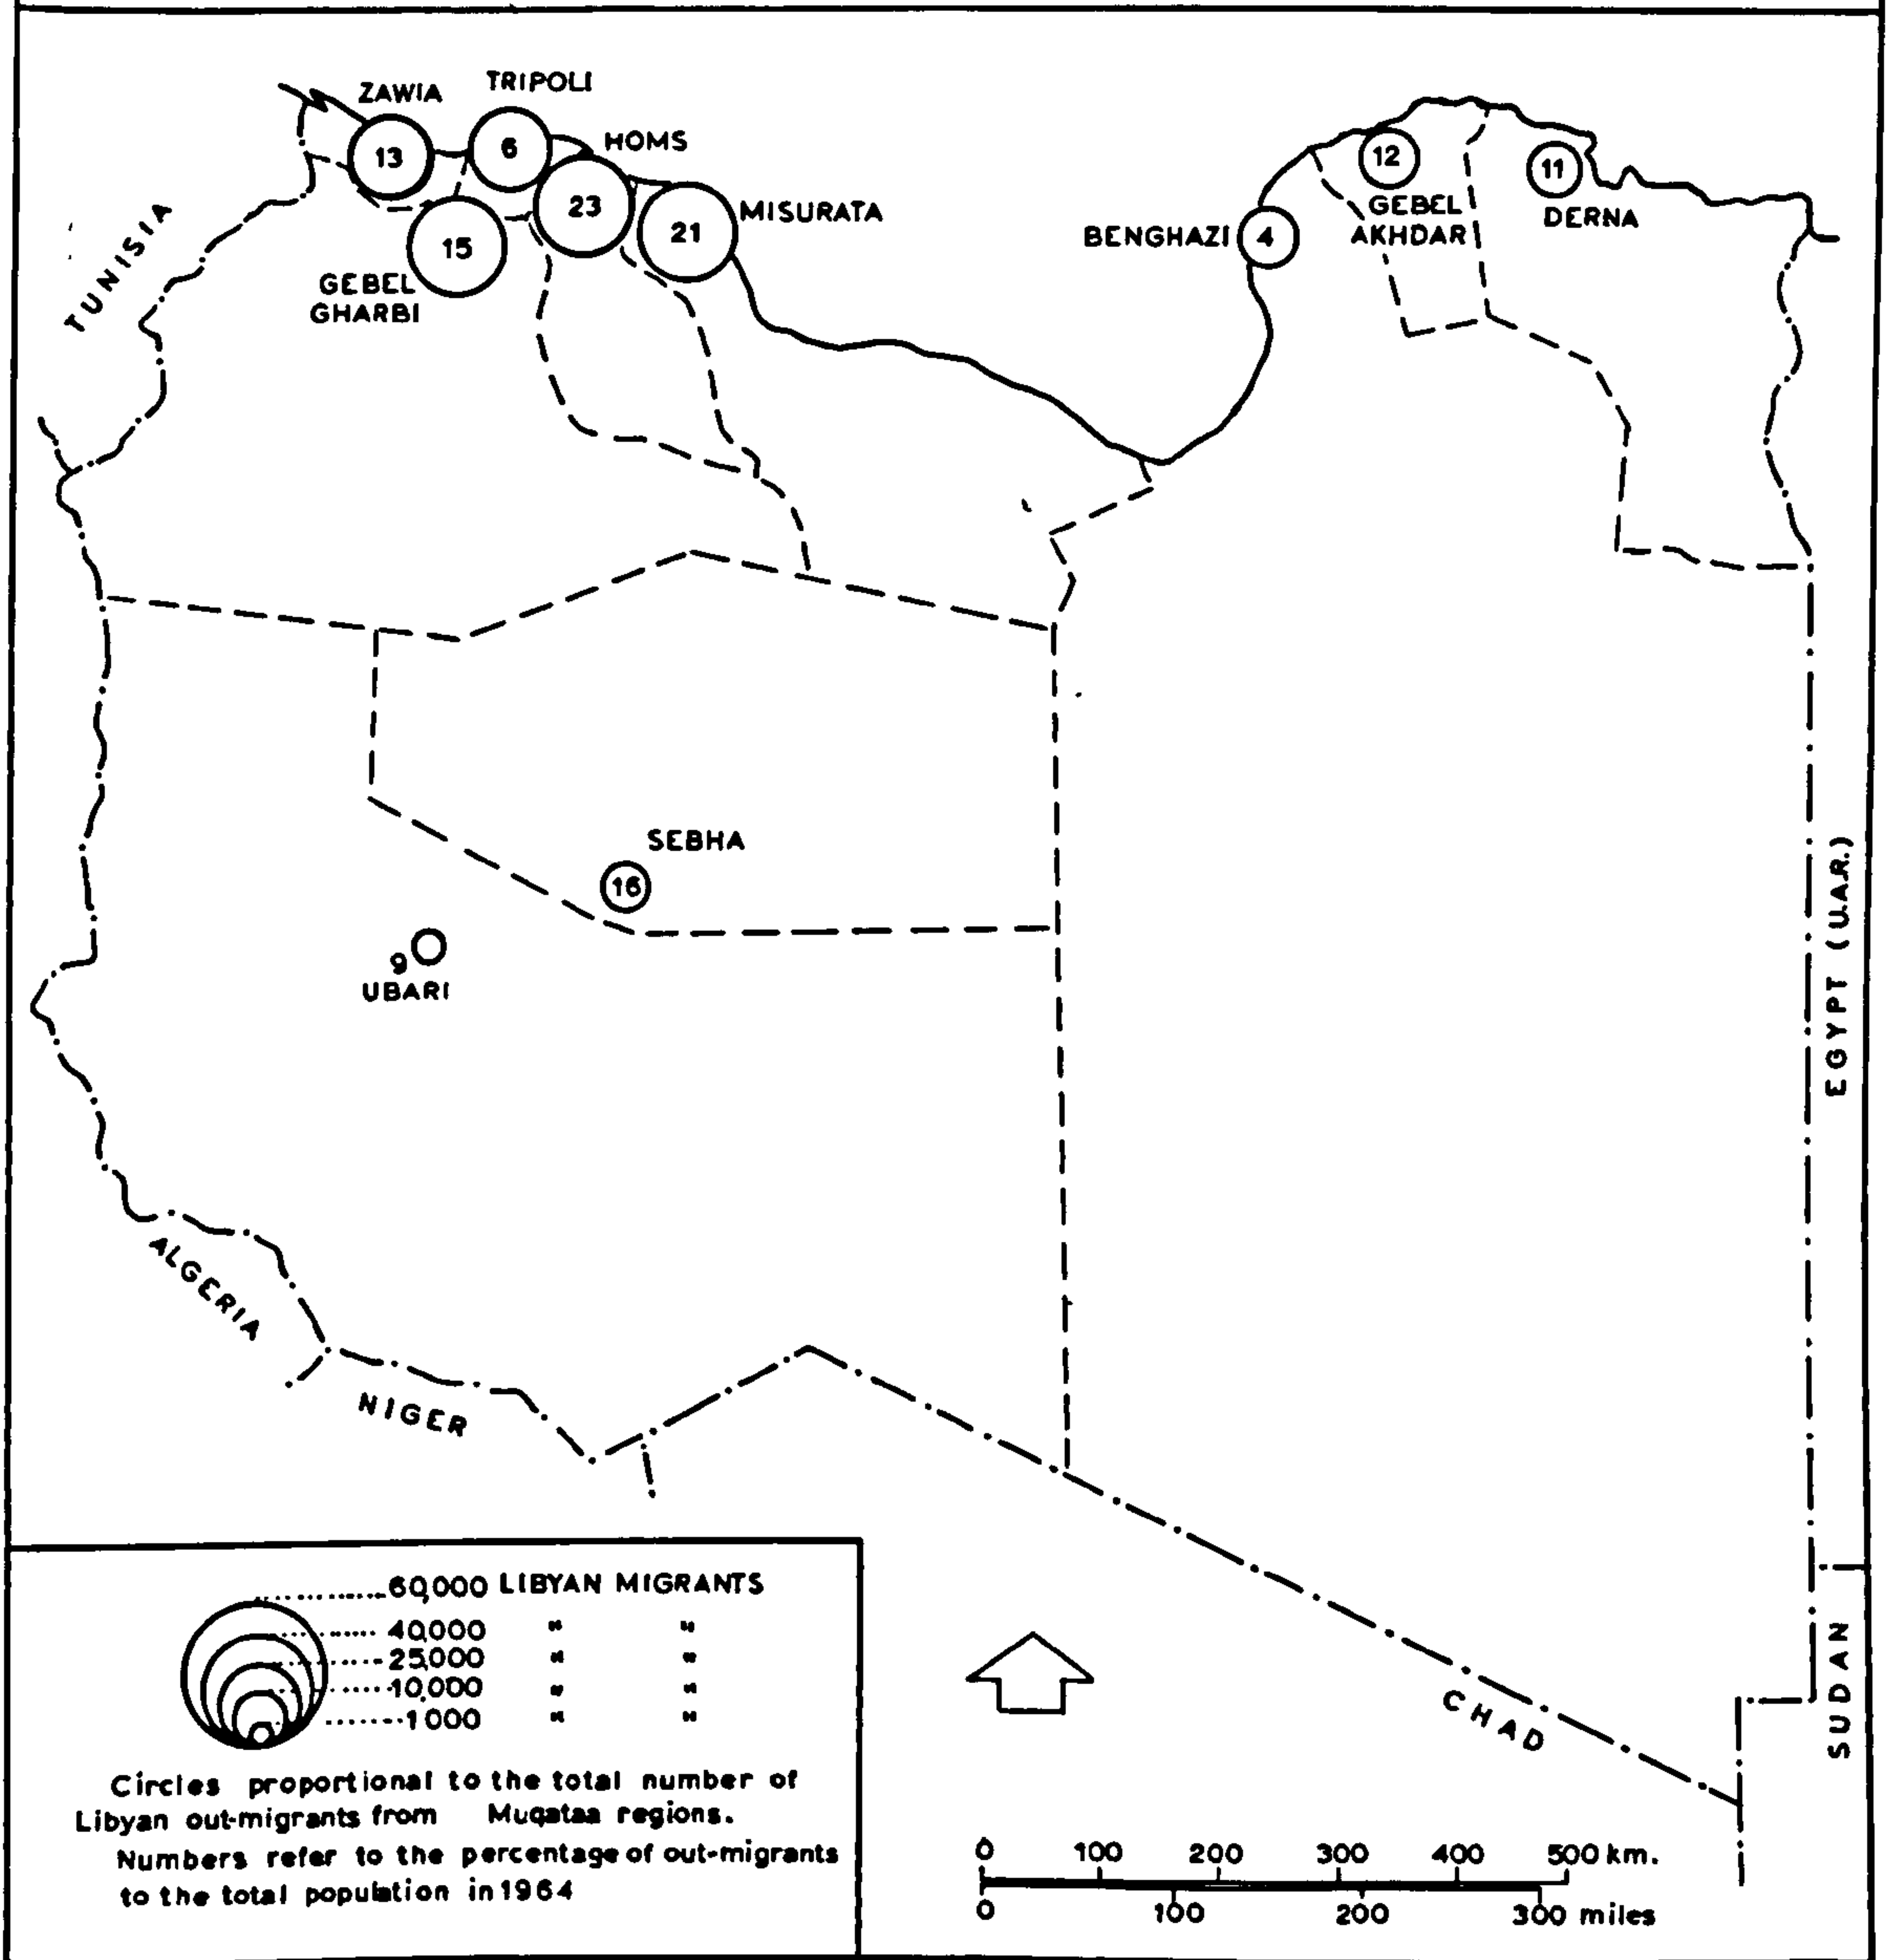 TRIPOLI
ZAWIA
HOMS
13
6
23
21
MISURATA
15
GEBEL
GHARBI
TUNISIA
12
11
GEBEL
AKHDAR
DERNA
BENGHAZI
4
SEBHA
16
9
UBARI
EGYPT (U.A.R.)
ALGERIA
NIGER
CHAD
SUDAN
60,000 LIBYAN MIGRANTS
40,000 " "
25,000 " "
10,000 " "
1,000 " "
Circles proportional to the total number of
Libyan out-migrants from Muqataa regions.
Numbers refer to the percentage of out-migrants
to the total population in 1964
0 100 200 300 400 500 km.
0 100 200 300 miles